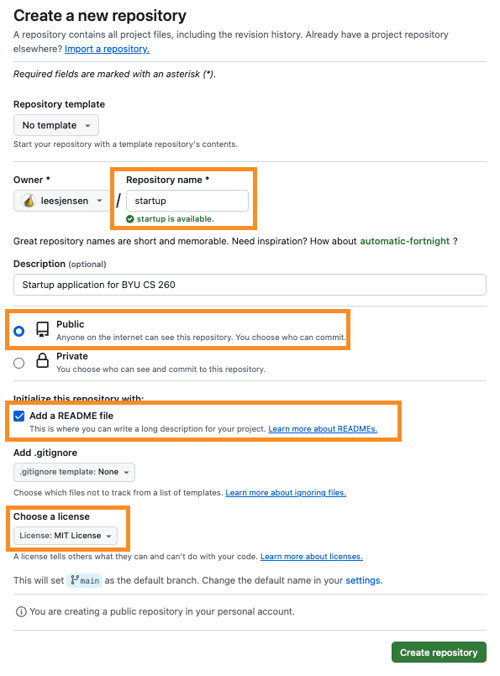 Create a new repository
A repository contains all project files, including the revision history. Already have a project repository
elsewhere? Import a repository.
Required fields are marked with an asterisk (*).
Repository template
No template
Start your repository with a template repository's contents.
Owner *
Repository name *
leesjensen
/
startup
startup is available.
Great repository names are short and memorable. Need inspiration? How about automatic-fortnight ?
Description (optional)
Startup application for BYU CS 260
Public
Anyone on the internet can see this repository. You choose who can commit.
Private
You choose who can see and commit to this repository.
Initialize this repository with:
Add a README file
This is where you can write a long description for your project. Learn more about READMEs.
Add .gitignore
.gitignore template: None
Choose which files not to track from a list of templates. Learn more about ignoring files.
Choose a license
License: MIT License
A license tells others what they can and can't do with your code. Learn more about licenses.
This will set main as the default branch. Change the default name in your settings.
You are creating a public repository in your personal account.
Create repository